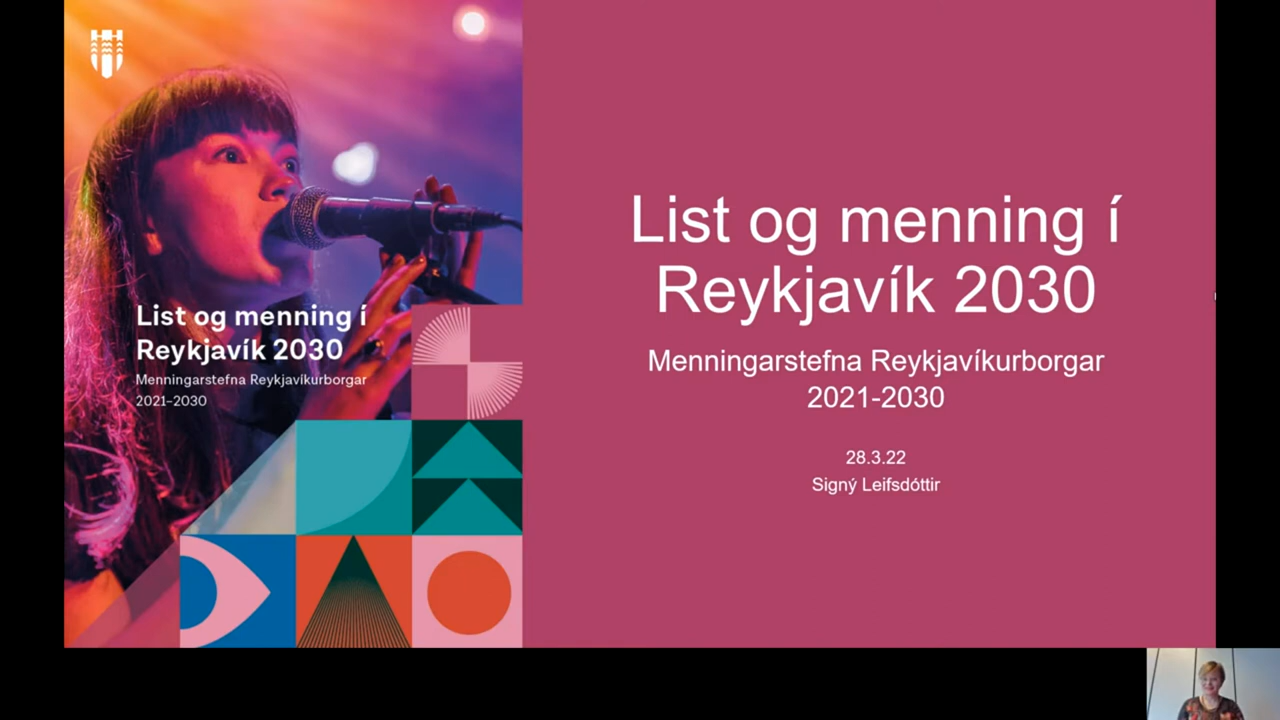 List og menning í
Reykjavík 2030
Menningarstefna Reykjavíkurborgar
2021–2030
List og menning í
Reykjavík 2030
Menningarstefna Reykjavíkurborgar
2021-2030
28.3.22
Signý Leifsdóttir